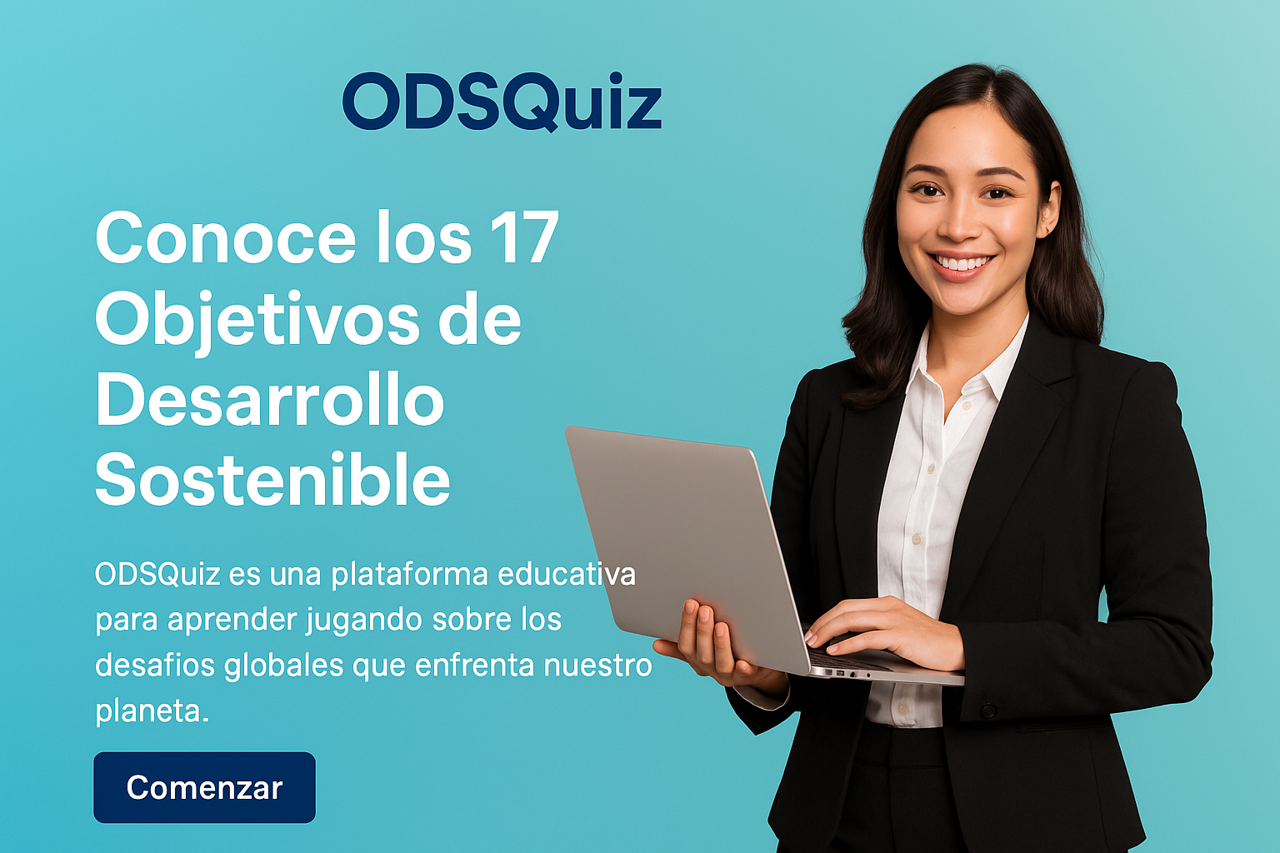 ODSQuiz
Conoce los 17
Objetivos de
Desarrollo
Sostenible
ODSQuiz es una plataforma educativa
para aprender jugando sobre los
desafios globales que enfrenta nuestro
planeta.
Comenzar